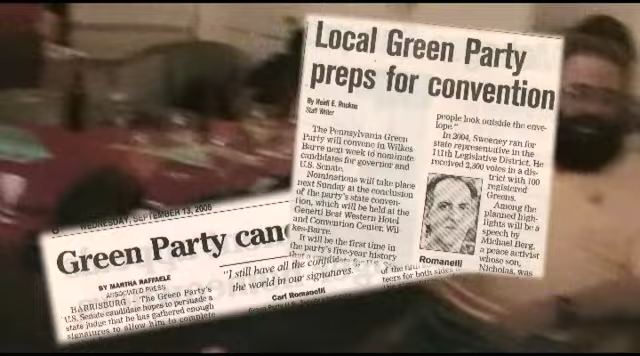 Local Green Party
preps for convention
By Heidi E. Ruckno
Staff Writer
The Pennsylvania Green
Party will convene in Wilkes-
Barre next week to nominate
candidates for governor and
U.S. Senate.
Nominations will take place
next Sunday at the conclusion
of the party's state conven-
tion, which will be held at the
Genetti Best Western Hotel
and Convention Center, Wil-
kes-Barre.
It will be the first time in
the party's five-year history
people look outside the enve-
lope."
In 2004, Sweeney ran for
state representative in the
111th Legislative District. He
received 2,300 votes in a dis-
trict with 100
registered
Greens.
Among the
planned high-
lights will be a
speech by
Michael Berg,
a peace activist
whose son,
Nicholas, was
Romanelli
WEDNESDAY, SEPTEMBER 13, 2006
Green Party can
BY MARTHA RAFFAELE
ASSOCIATED PRESS
HARRISBURG - The Green Party's
U.S. Senate candidate hopes to persuade a
state judge that he has gathered enough
signatures to allow him to complete
"I still have all the confidence
the world in our signatures.
Carl Romanelli